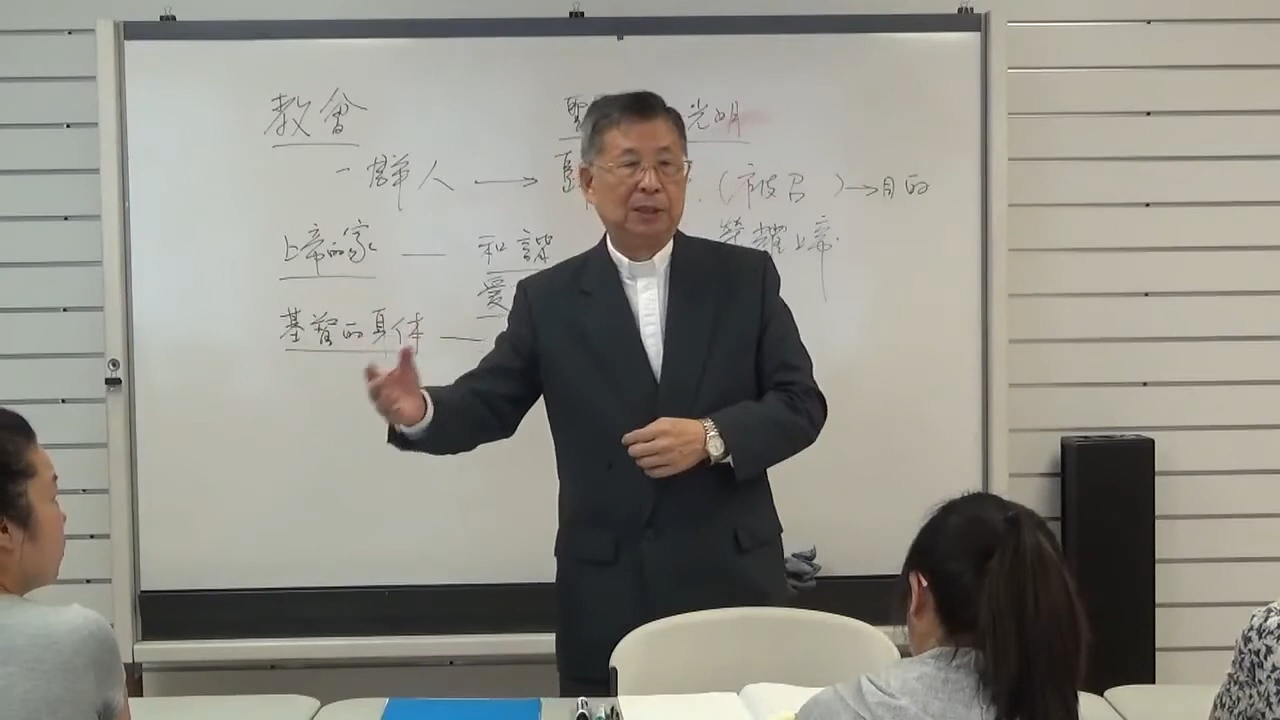 教會 聖 光明
一群人 → (被召 )→目的
上帝的家 — 和諧 榮耀上帝
愛
基督的身体 —